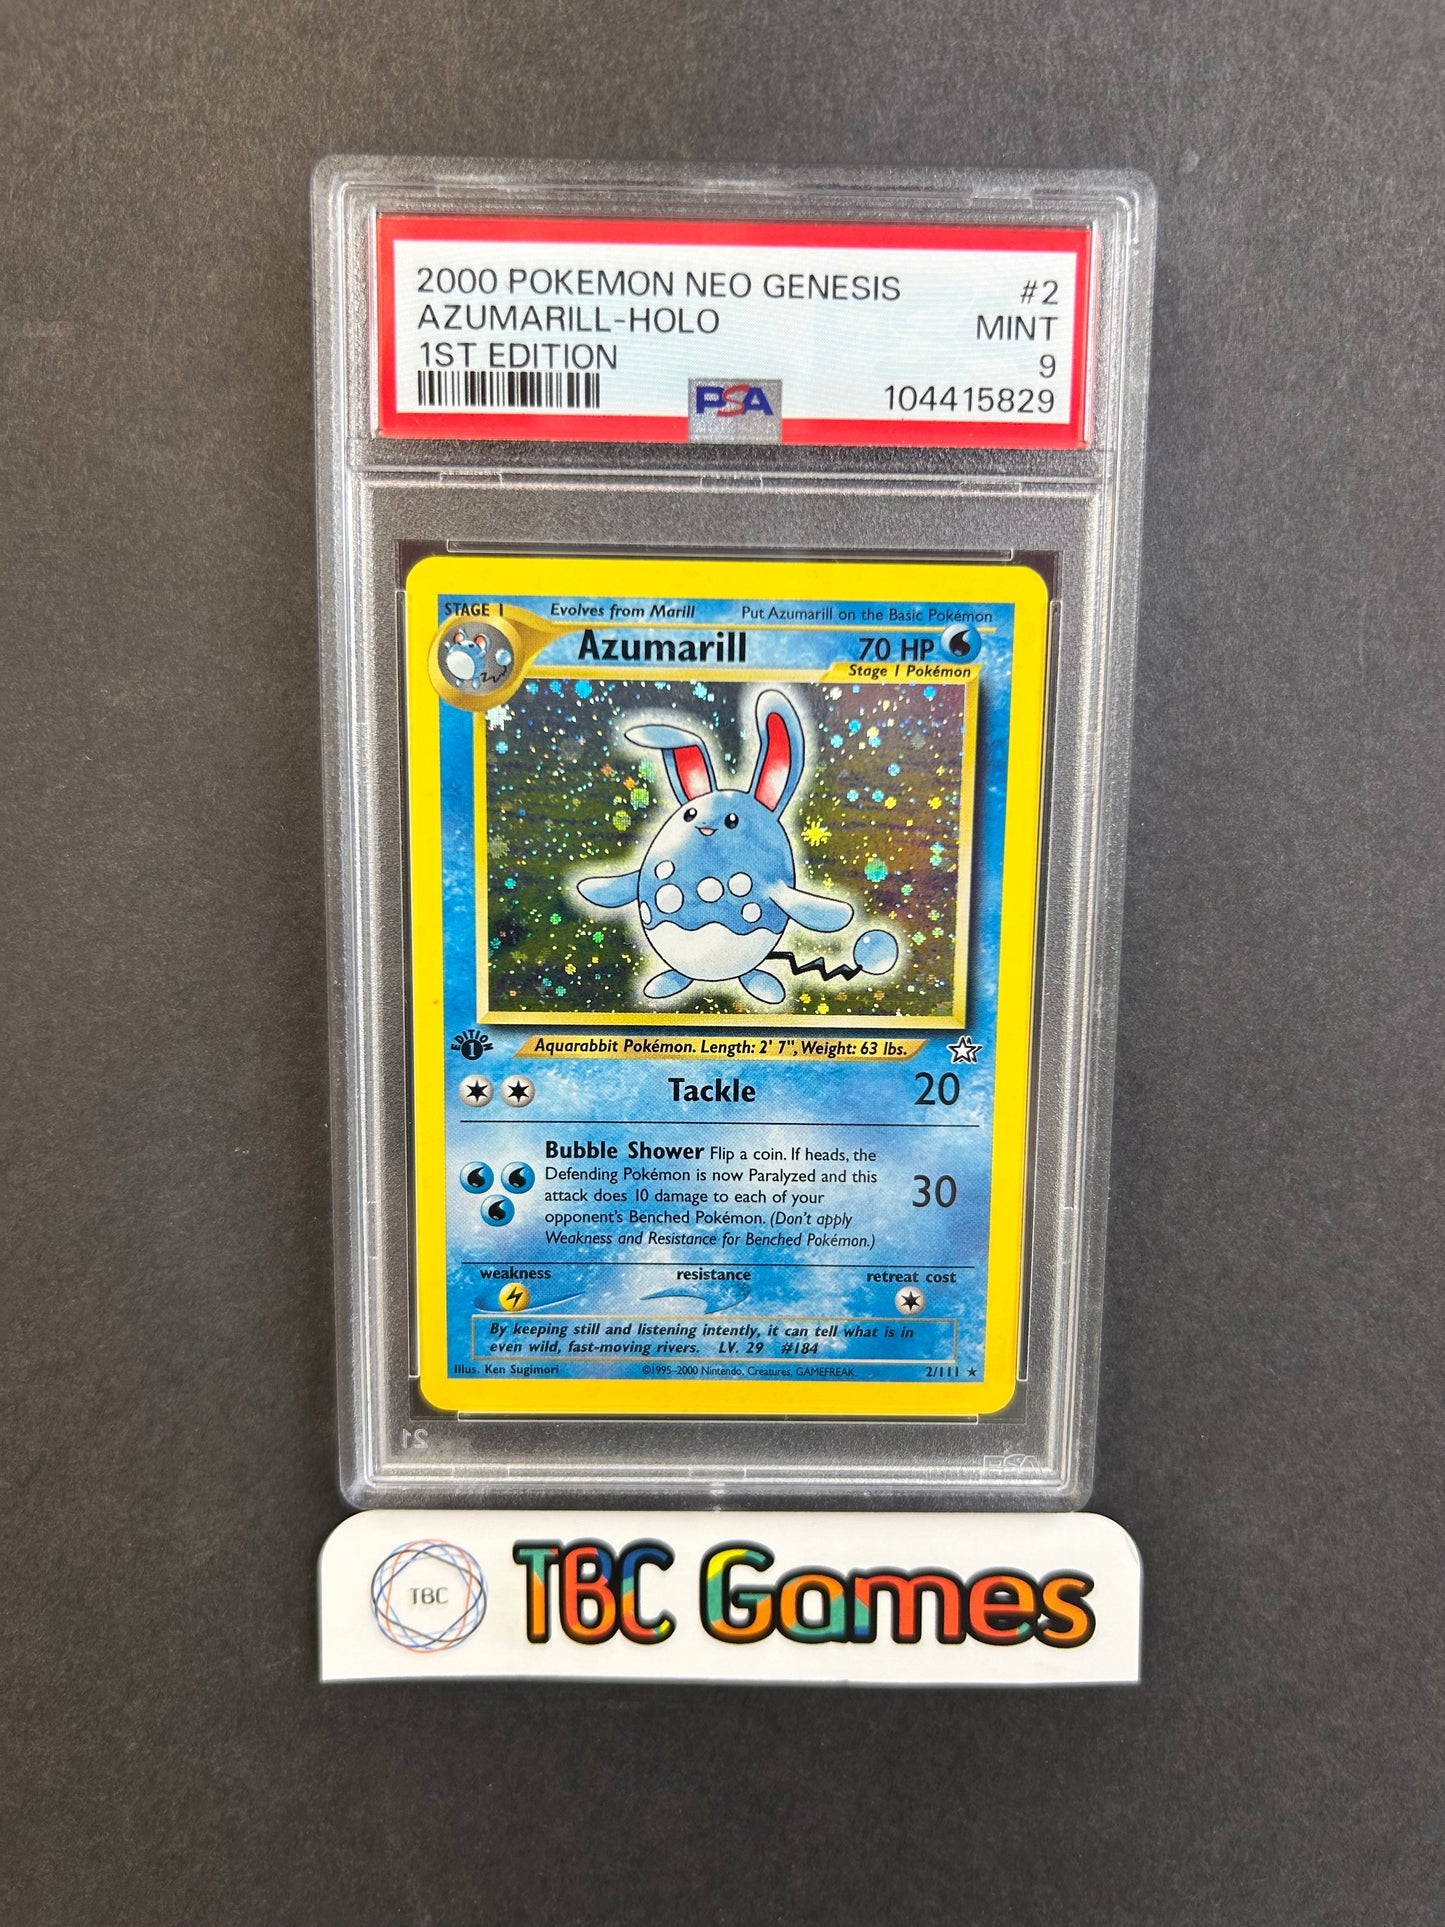 2000 POKEMON NEO GENESIS #2
AZUMARILL-HOLO MINT
1ST EDITION 9
PSA 104415829
STAGE 1 Evolves from Marill Put Azumarill on the Basic Pokémon
Azumarill 70 HP
Stage 1 Pokémon
EDITION
1
Aquarabbit Pokémon. Length: 2' 7", Weight: 63 lbs.
Tackle 20
Bubble Shower Flip a coin. If heads, the
Defending Pokémon is now Paralyzed and this
attack does 10 damage to each of your 30
opponent's Benched Pokémon. (Don't apply
Weakness and Resistance for Benched Pokémon.)
weakness resistance retreat cost
By keeping still and listening intently, it can tell what is in
even wild, fast-moving rivers. LV. 29 #184
Illus. Ken Sugimori ©1995-2000 Nintendo, Creatures, GAMEFREAK. 2/111 ★
21 PSA
TBC TBC Games